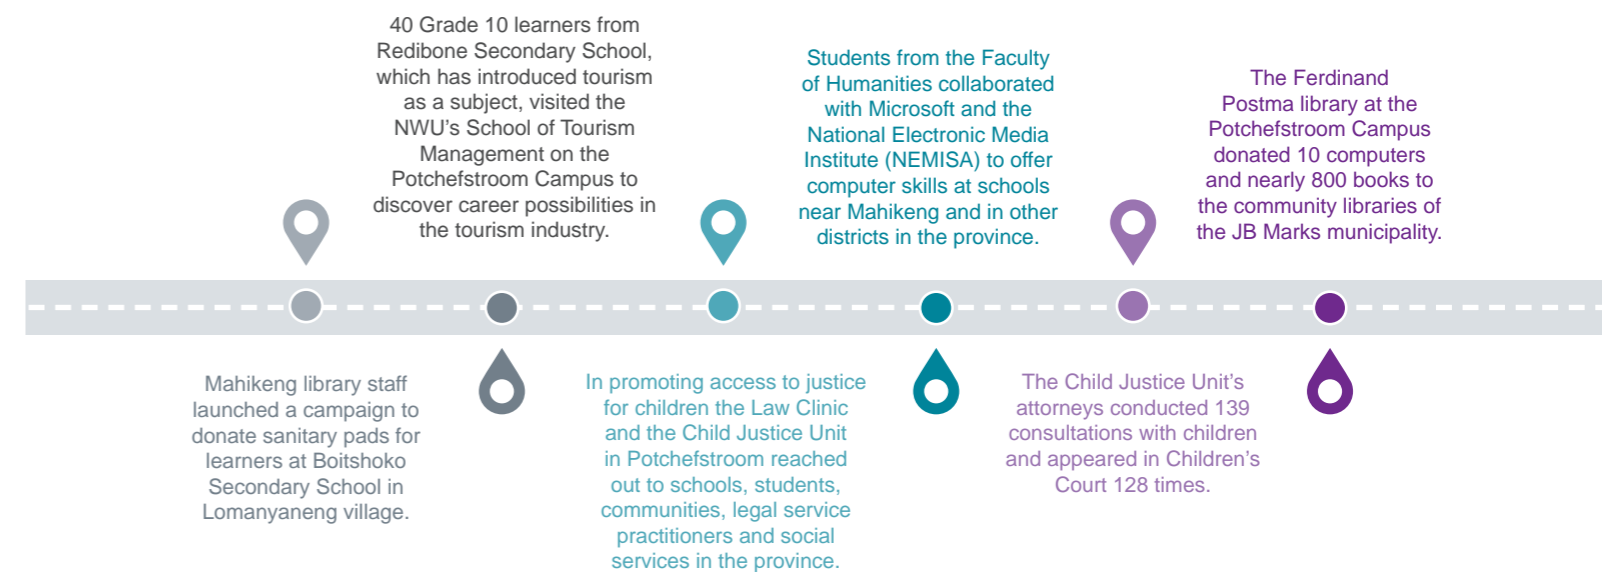 40 Grade 10 learners from
Redibone Secondary School,
which has introduced tourism
as a subject, visited the
NWU's School of Tourism
Management on the
Potchefstroom Campus to
discover career possibilities in
the tourism industry.
Students from the Faculty
of Humanities collaborated
with Microsoft and the
National Electronic Media
Institute (NEMISA) to offer
computer skills at schools
near Mahikeng and in other
districts in the province.
The Ferdinand
Postma library at the
Potchefstroom Campus
donated 10 computers
and nearly 800 books to
the community libraries of
the JB Marks municipality.
Mahikeng library staff
launched a campaign to
donate sanitary pads for
learners at Boitshoko
Secondary School in
Lomanyaneng village.
In promoting access to justice
for children the Law Clinic
and the Child Justice Unit
in Potchefstroom reached
out to schools, students,
communities, legal service
practitioners and social
services in the province.
The Child Justice Unit's
attorneys conducted 139
consultations with children
and appeared in Children's
Court 128 times.